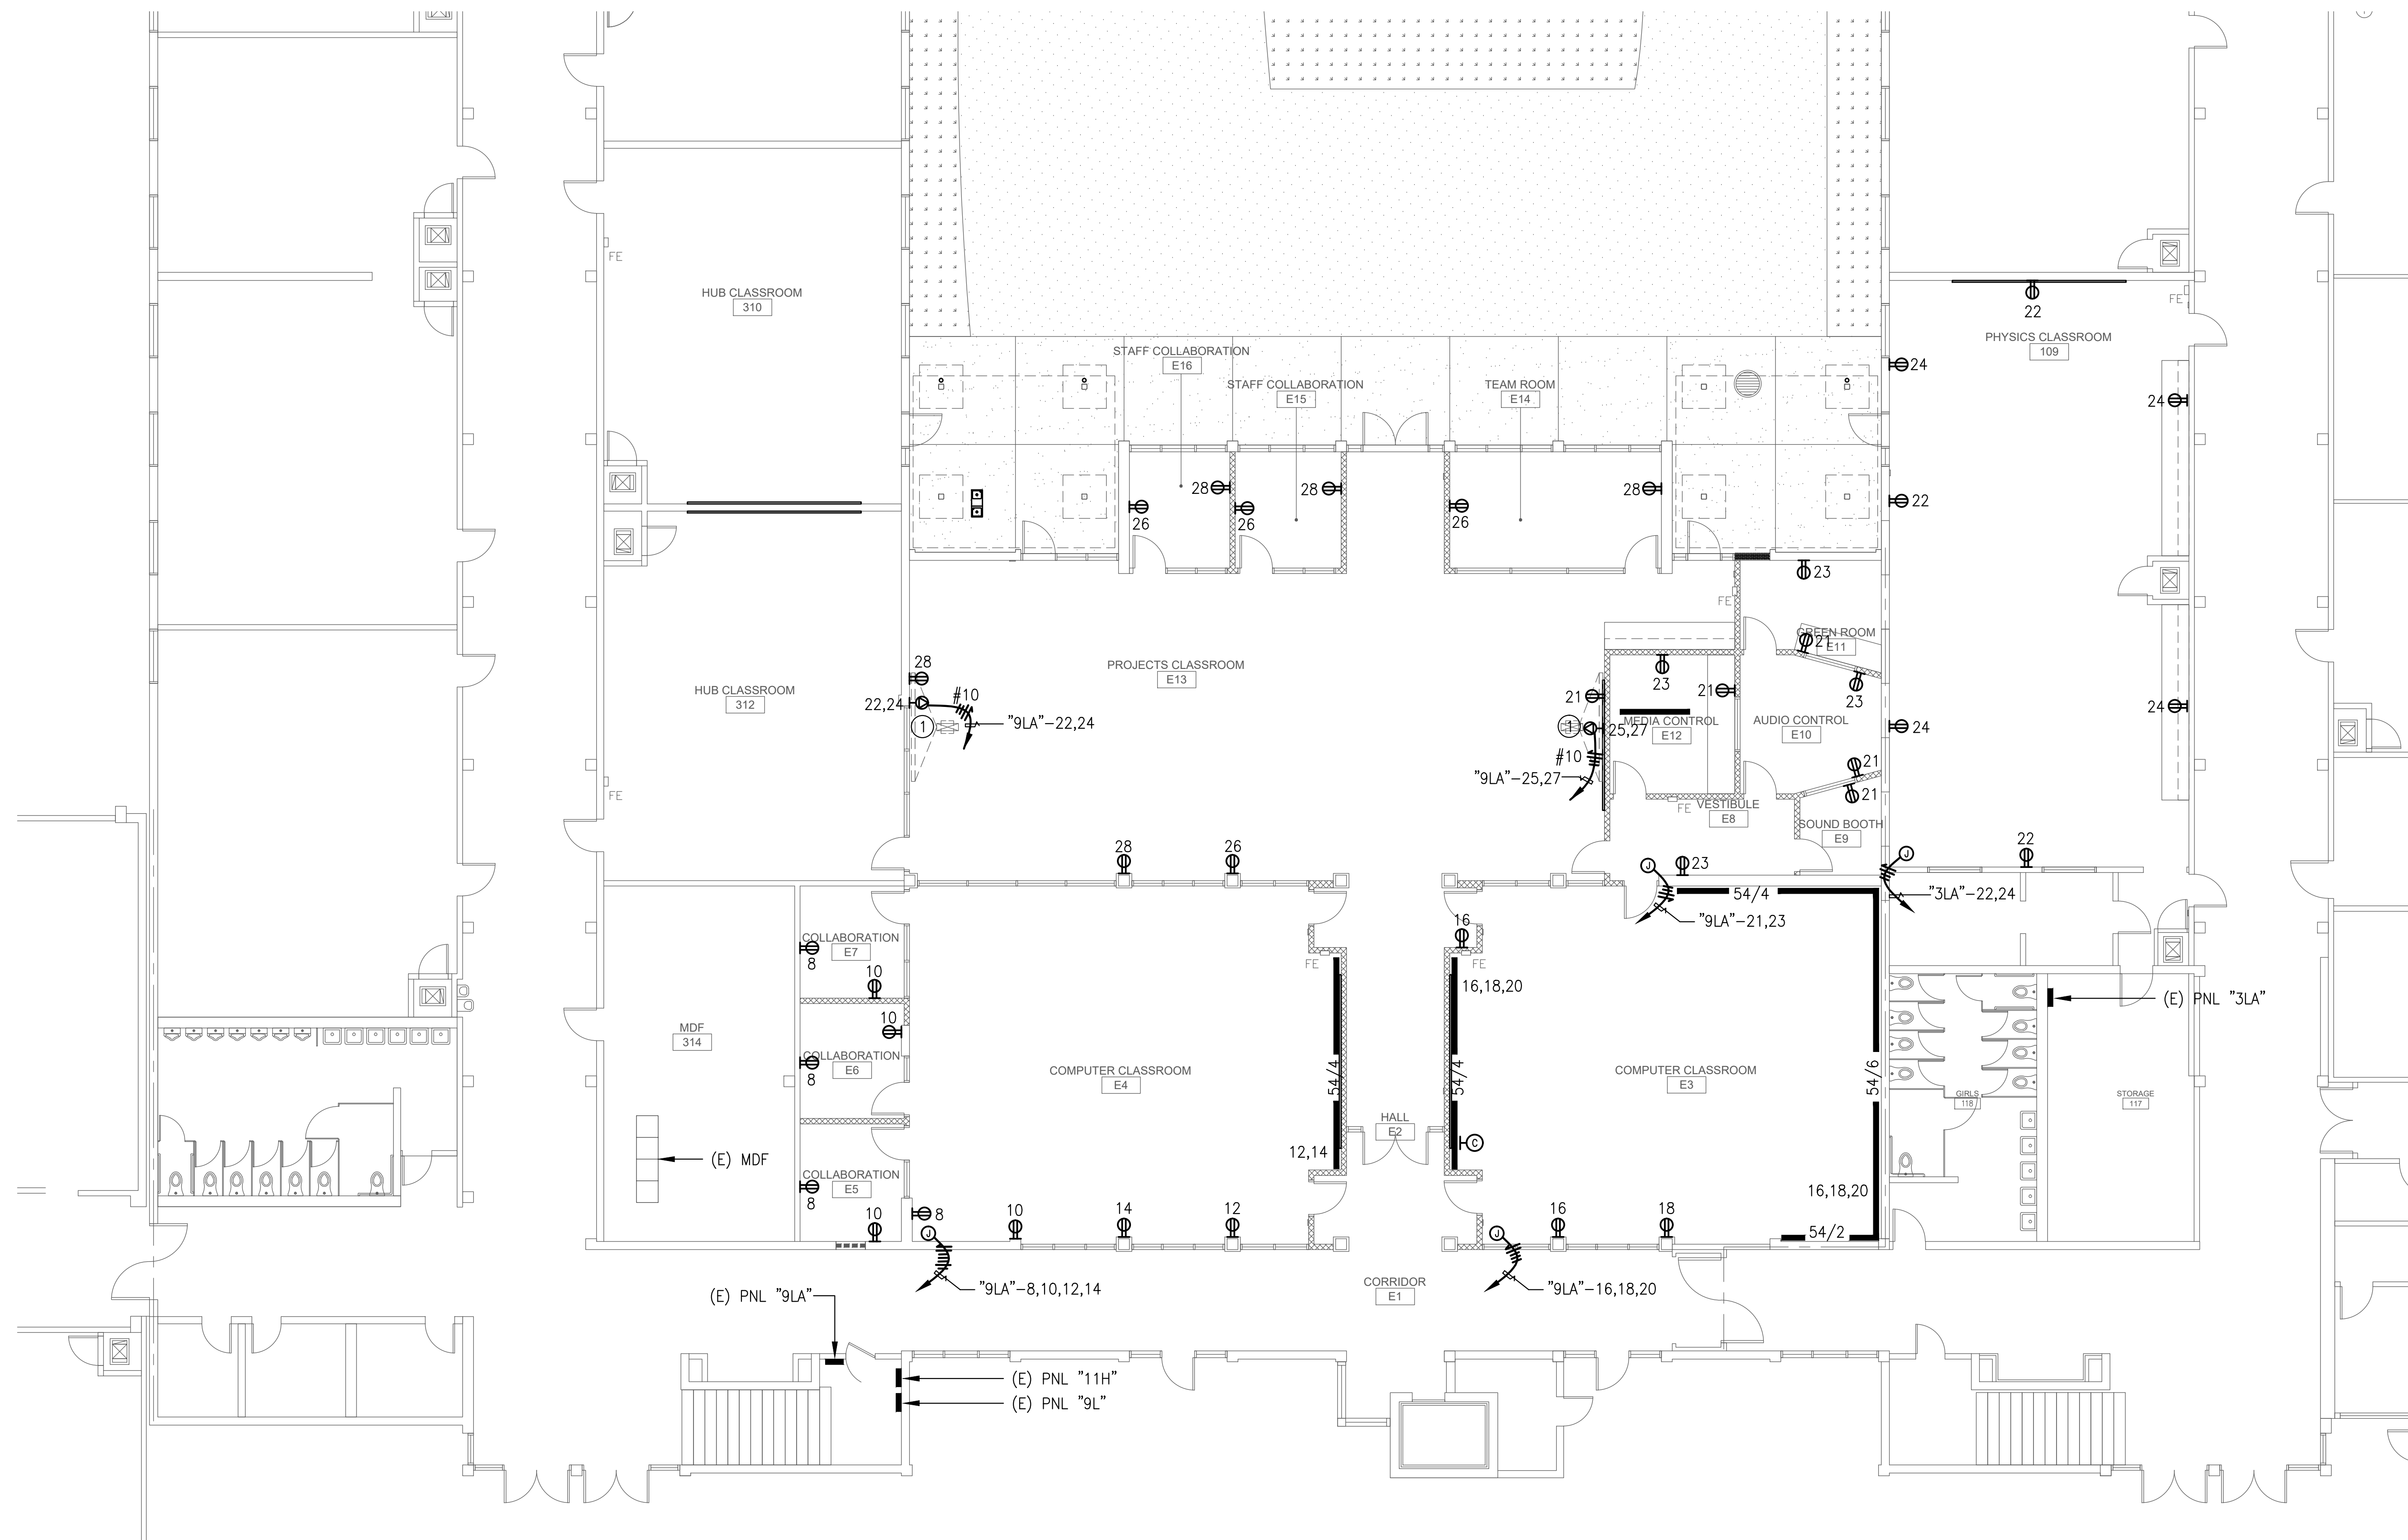 FE
HUB CLASSROOM
310
STAFF COLLABORATION
E16
STAFF COLLABORATION
E15
TEAM ROOM
E14
22
FE
PHYSICS CLASSROOM
109
24
24
22
28
28
28
26
26
26
23
FE
GREEN ROOM
E11
21
23
23
21
21
PROJECTS CLASSROOM
E13
28
22,24
#10
1
"9LA"-22,24
HUB CLASSROOM
312
MEDIA CONTROL
E12
AUDIO CONTROL
E10
1
25,27
#10
"9LA"-25,27
24
24
21
21
FE
FE
VESTIBULE
E8
SOUND BOOTH
E9
28
26
23
22
J
J
54/4
"9LA"-21,23
"3LA"-22,24
COLLABORATION
E7
8
10
16
FE
FE
16,18,20
(E) PNL "3LA"
MDF
314
10
COLLABORATION
E6
8
COMPUTER CLASSROOM
E4
54/4
54/4
COMPUTER CLASSROOM
E3
54/6
GIRLS
118
STORAGE
117
HALL
E2
C
12,14
(E) MDF
COLLABORATION
E5
8
10
8
10
14
12
16
18
16,18,20
54/2
J
J
"9LA"-8,10,12,14
"9LA"-16,18,20
CORRIDOR
E1
(E) PNL "9LA"
(E) PNL "11H"
(E) PNL "9L"